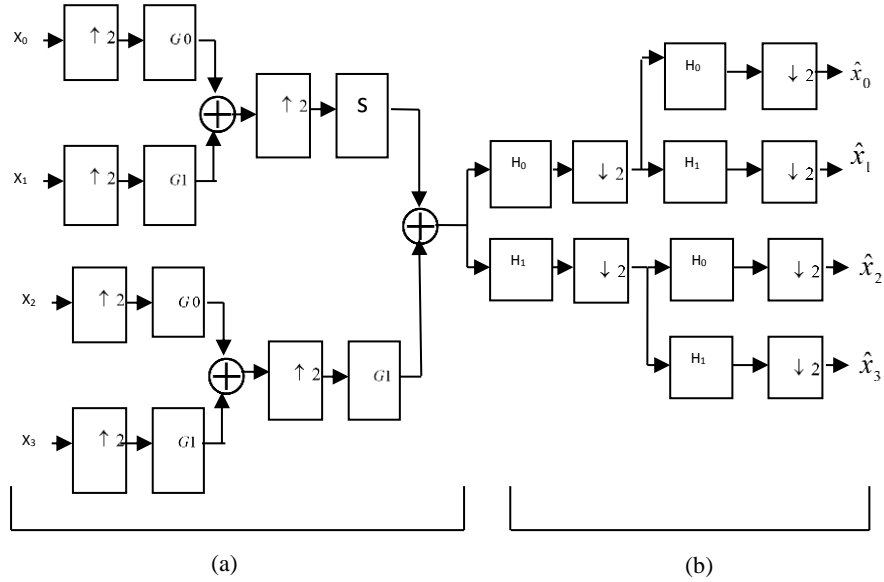 X0 ↑ 2 G0
↑ 2 S
X1 ↑ 2 G1
X2 ↑ 2 G0
↑ 2 G1
X3 ↑ 2 G1
H0 ↓ 2 x̂0
H0 ↓ 2 H1 ↓ 2 x̂1
H1 ↓ 2 H0 ↓ 2 x̂2
H1 ↓ 2 x̂3
(a) (b)